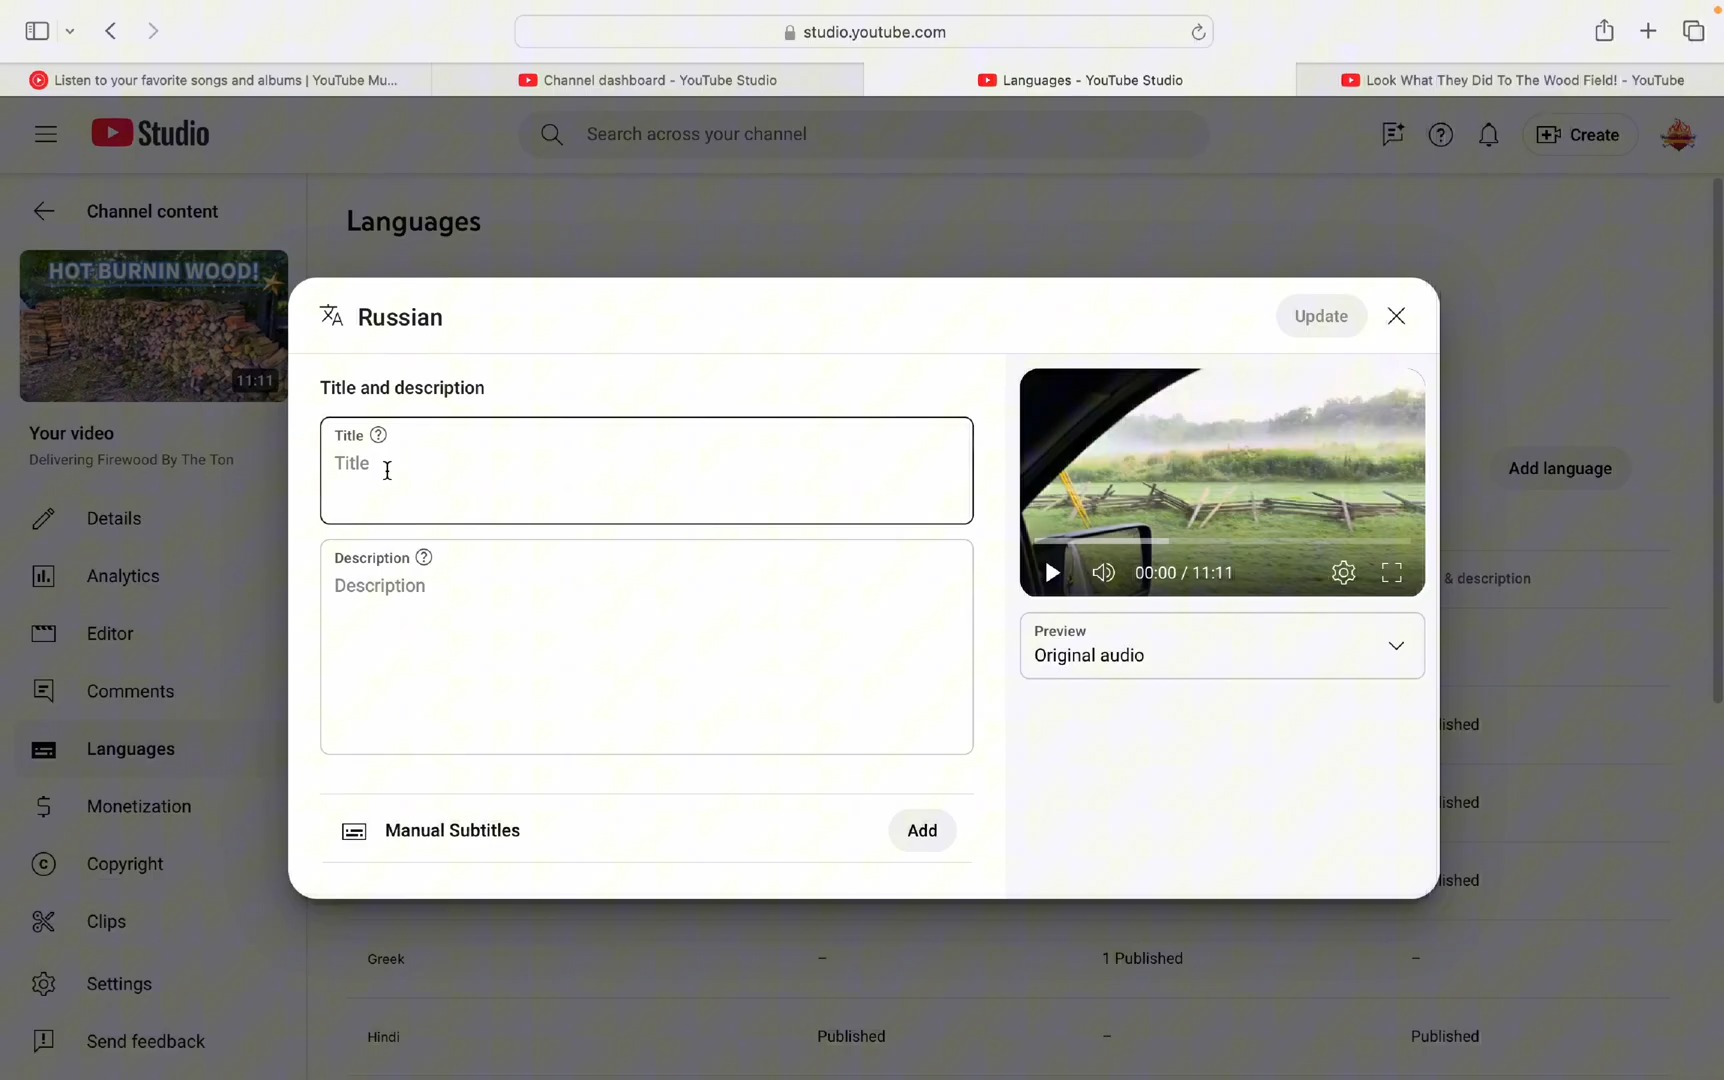 studio.youtube.com
Listen to your favorite songs and albums | YouTube Mu...
Channel dashboard - YouTube Studio
Languages - YouTube Studio
Look What They Did To The Wood Field! - YouTube
Studio
Search across your channel
Create
Channel content
Languages
HOT BURNIN WOOD!
11:11
Russian
Update
Title and description
Title
Title
Your video
Delivering Firewood By The Ton
Add language
Description
Description
Details
Analytics
00:00 / 11:11
& description
Editor
Preview
Original audio
Comments
lished
Languages
Monetization
lished
Manual Subtitles
Add
Copyright
lished
Clips
Greek
–
1 Published
–
Settings
Hindi
Published
–
Published
Send feedback